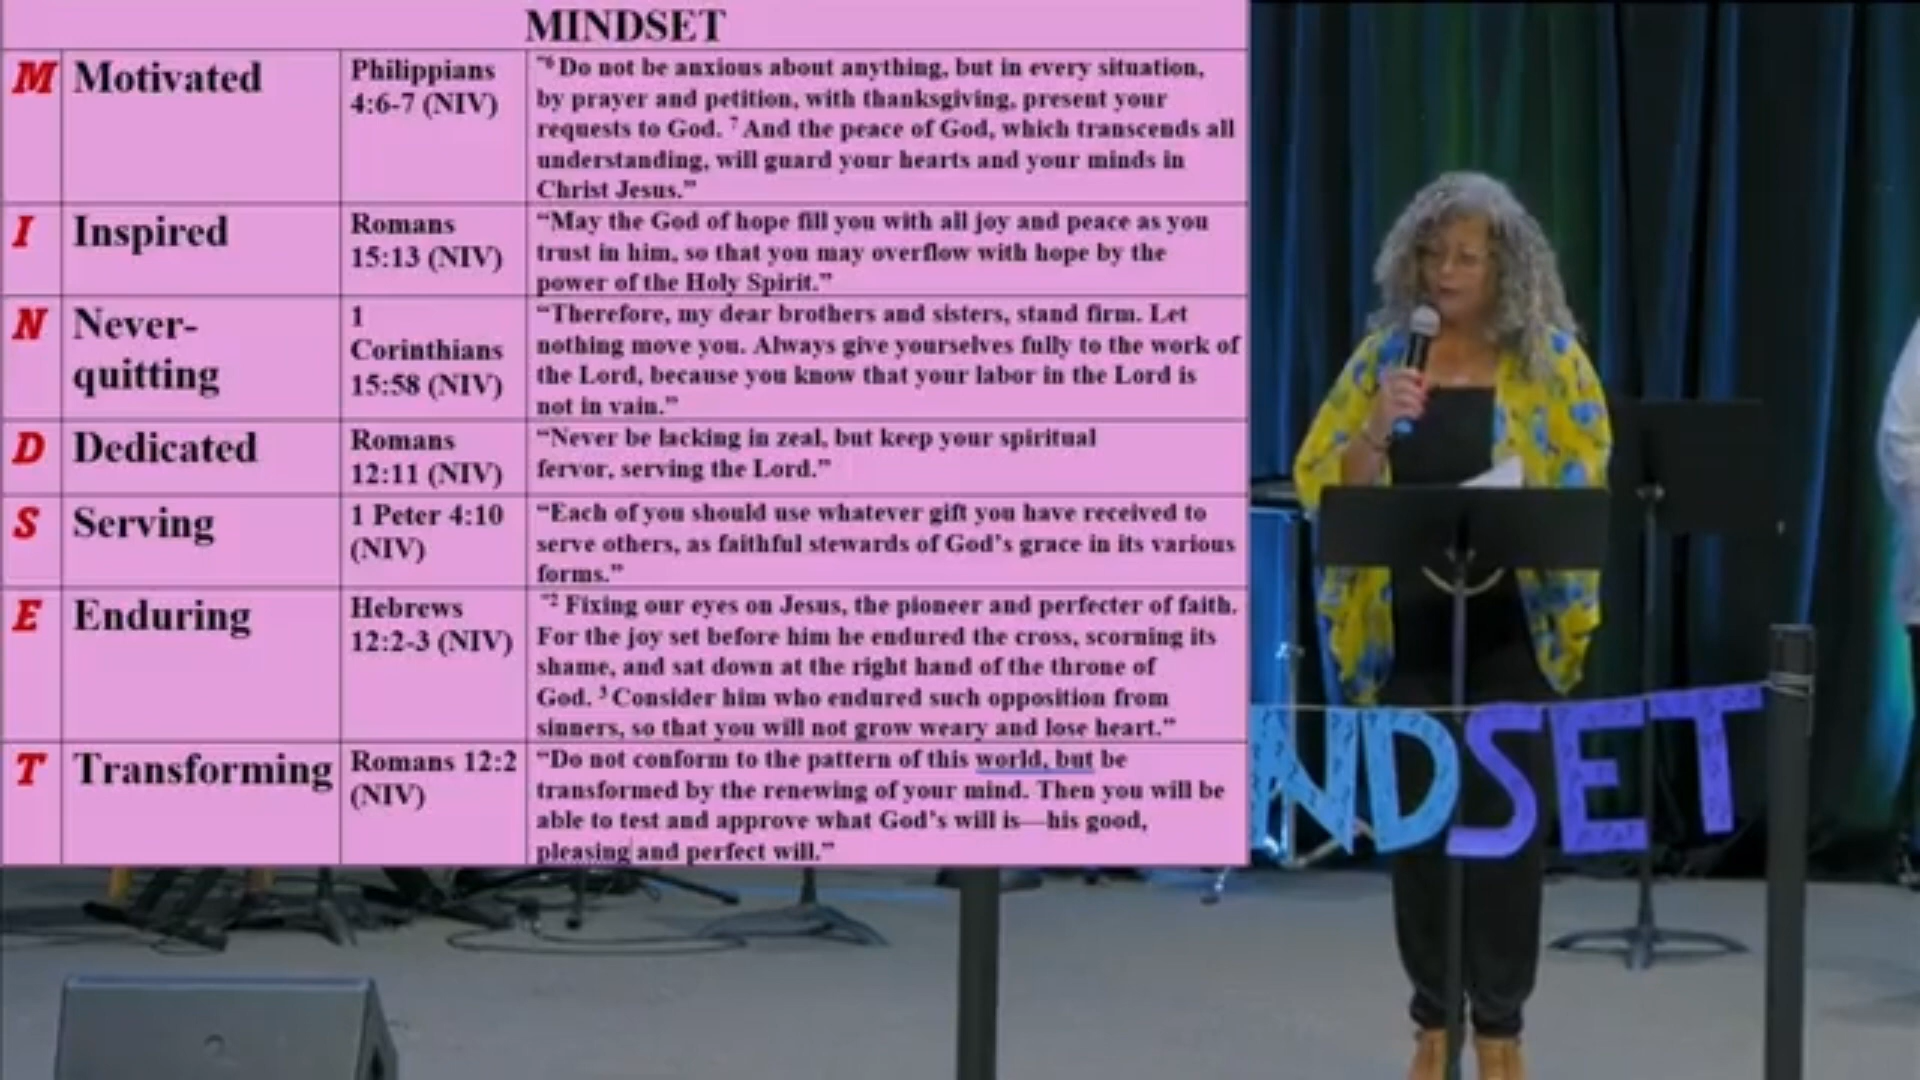 MINDSET
M
Motivated
Philippians
4:6-7 (NIV)
"6 Do not be anxious about anything, but in every situation,
by prayer and petition, with thanksgiving, present your
requests to God. 7 And the peace of God, which transcends all
understanding, will guard your hearts and your minds in
Christ Jesus.”
I
Inspired
Romans
15:13 (NIV)
“May the God of hope fill you with all joy and peace as you
trust in him, so that you may overflow with hope by the
power of the Holy Spirit.”
N
Never-
quitting
1
Corinthians
15:58 (NIV)
“Therefore, my dear brothers and sisters, stand firm. Let
nothing move you. Always give yourselves fully to the work of
the Lord, because you know that your labor in the Lord is
not in vain.”
D
Dedicated
Romans
12:11 (NIV)
“Never be lacking in zeal, but keep your spiritual
fervor, serving the Lord.”
S
Serving
1 Peter 4:10
(NIV)
“Each of you should use whatever gift you have received to
serve others, as faithful stewards of God’s grace in its various
forms.”
E
Enduring
Hebrews
12:2-3 (NIV)
"2 Fixing our eyes on Jesus, the pioneer and perfecter of faith.
For the joy set before him he endured the cross, scorning its
shame, and sat down at the right hand of the throne of
God. 3 Consider him who endured such opposition from
sinners, so that you will not grow weary and lose heart.”
T
Transforming
Romans 12:2
(NIV)
“Do not conform to the pattern of this world, but be
transformed by the renewing of your mind. Then you will be
able to test and approve what God’s will is—his good,
pleasing and perfect will.”
NDSET